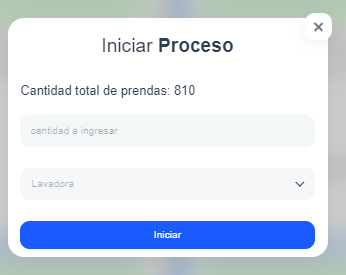 Iniciar Proceso
Cantidad total de prendas: 810
cantidad a ingresar
Lavadora
Iniciar